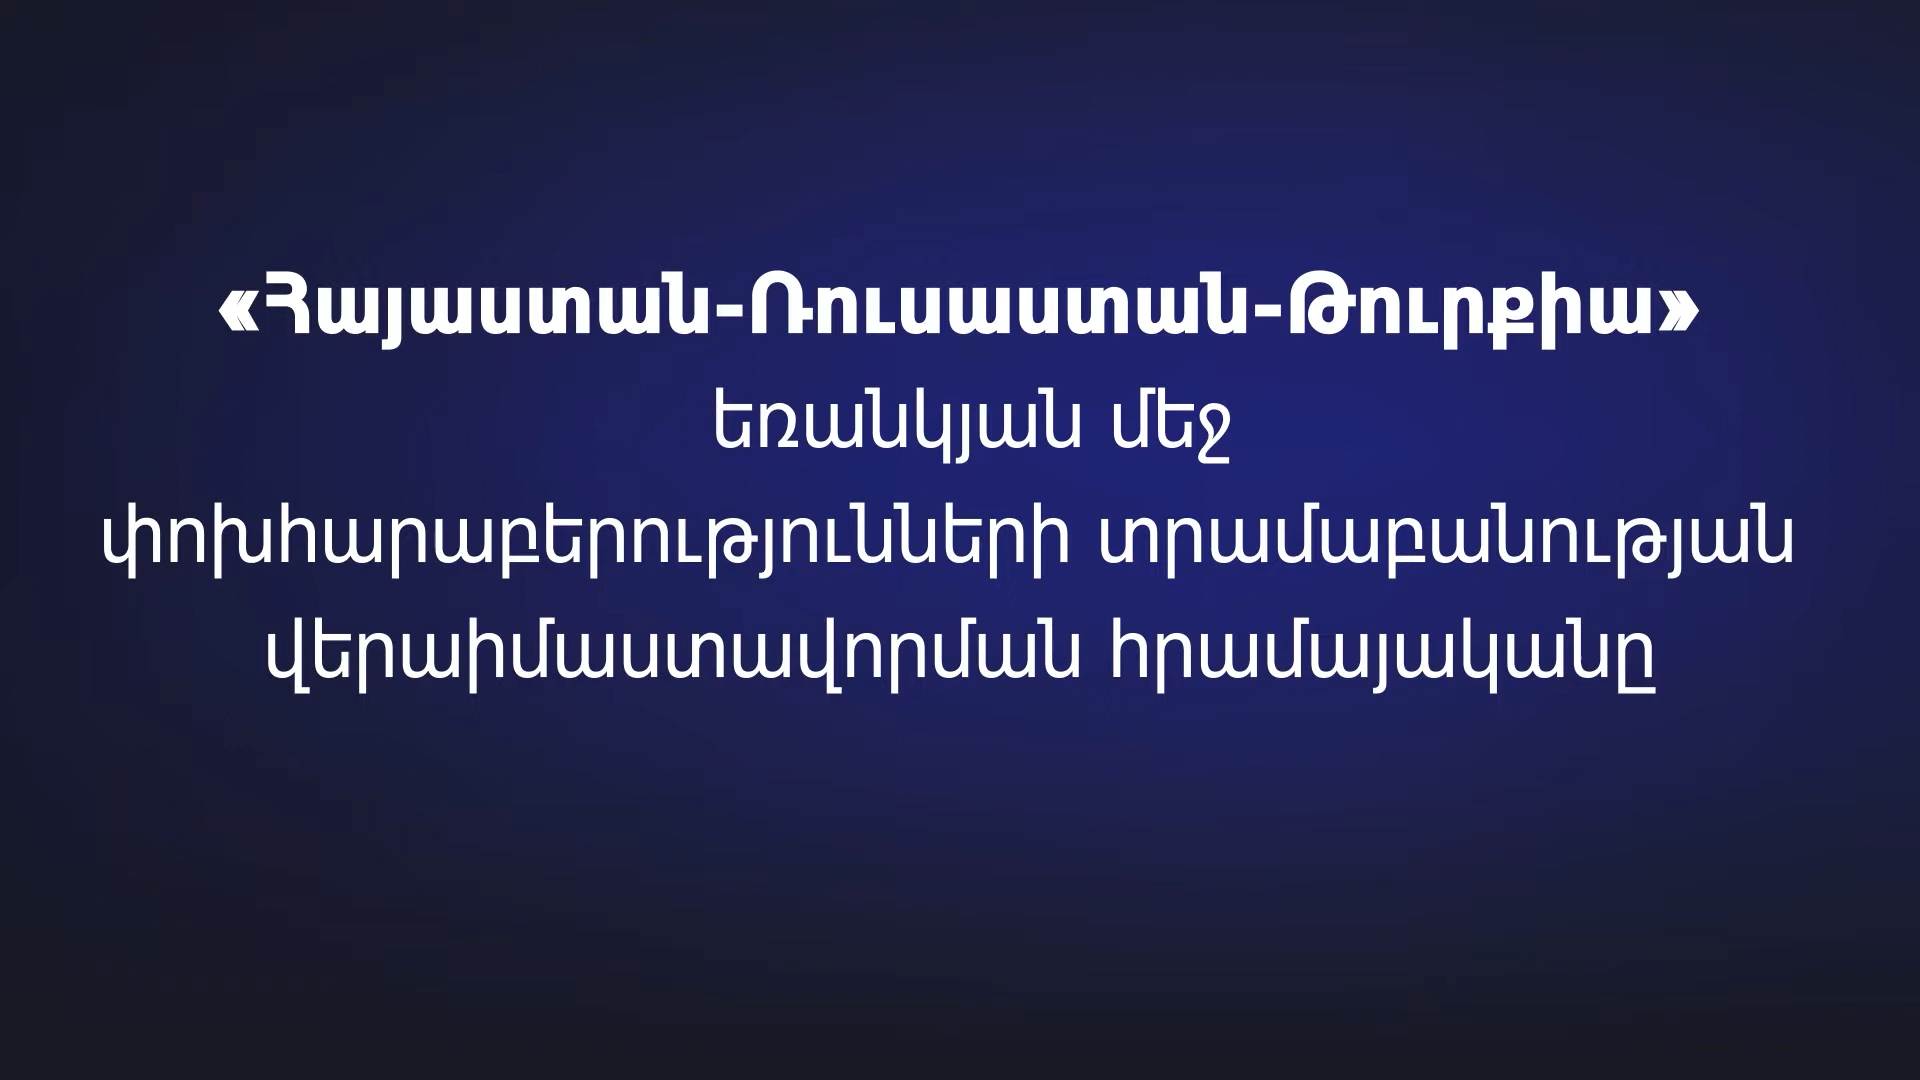 «Հայաստան-Ռուսաստան-Թուրքիա»
եռանկյան մեջ
փոխհարաբերությունների տրամաբանության
վերաիմաստավորման հրամայականը